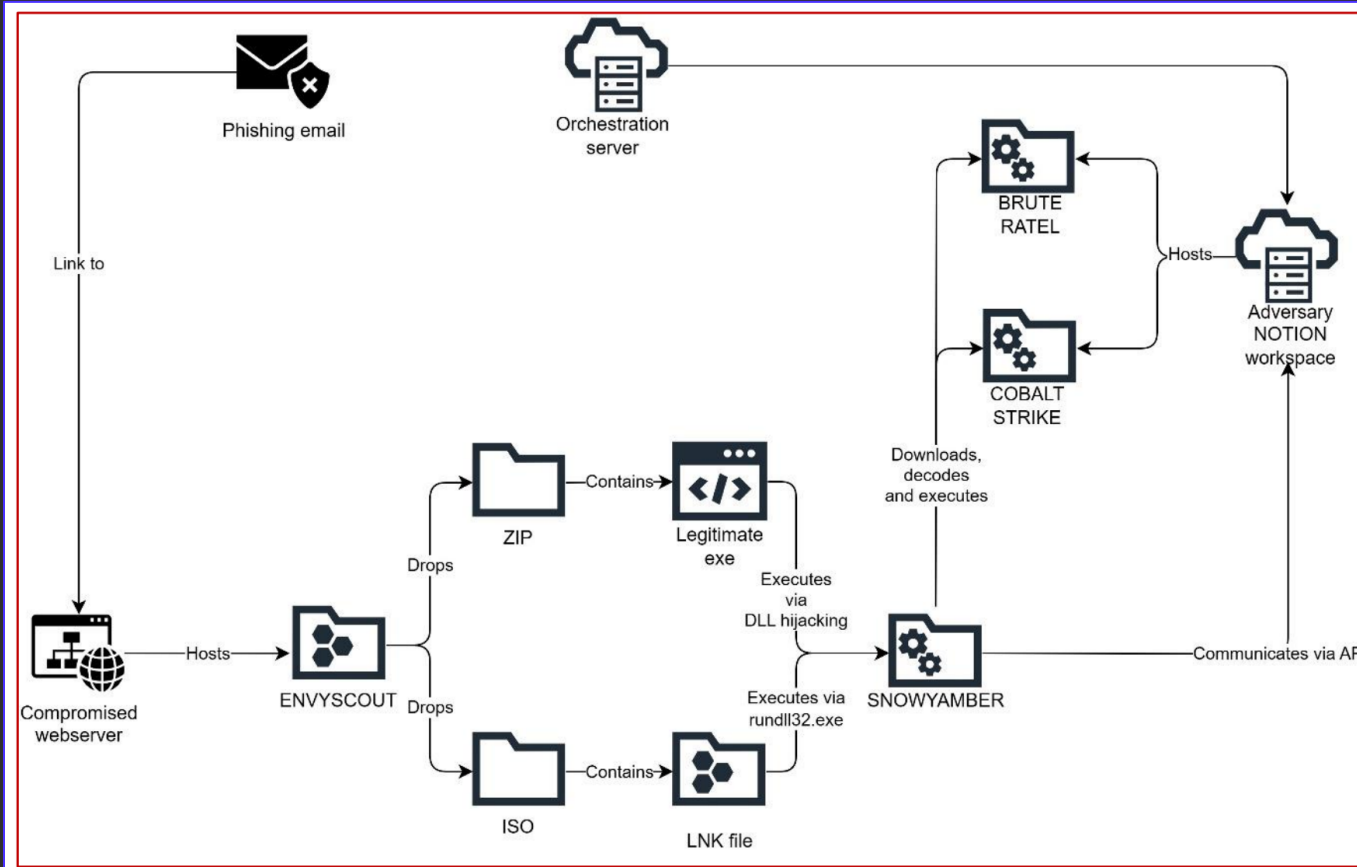 Phishing email
Orchestration
server
BRUTE
RATEL
Link to
Hosts
Adversary
NOTION
workspace
COBALT
STRIKE
Downloads,
decodes
and executes
Contains
ZIP
Legitimate
exe
Drops
Executes
via
DLL hijacking
Hosts
ENVYSCOUT
Drops
Executes via
rundll32.exe
SNOWYAMBER
Communicates via AP
Compromised
webserver
Contains
ISO
LNK file